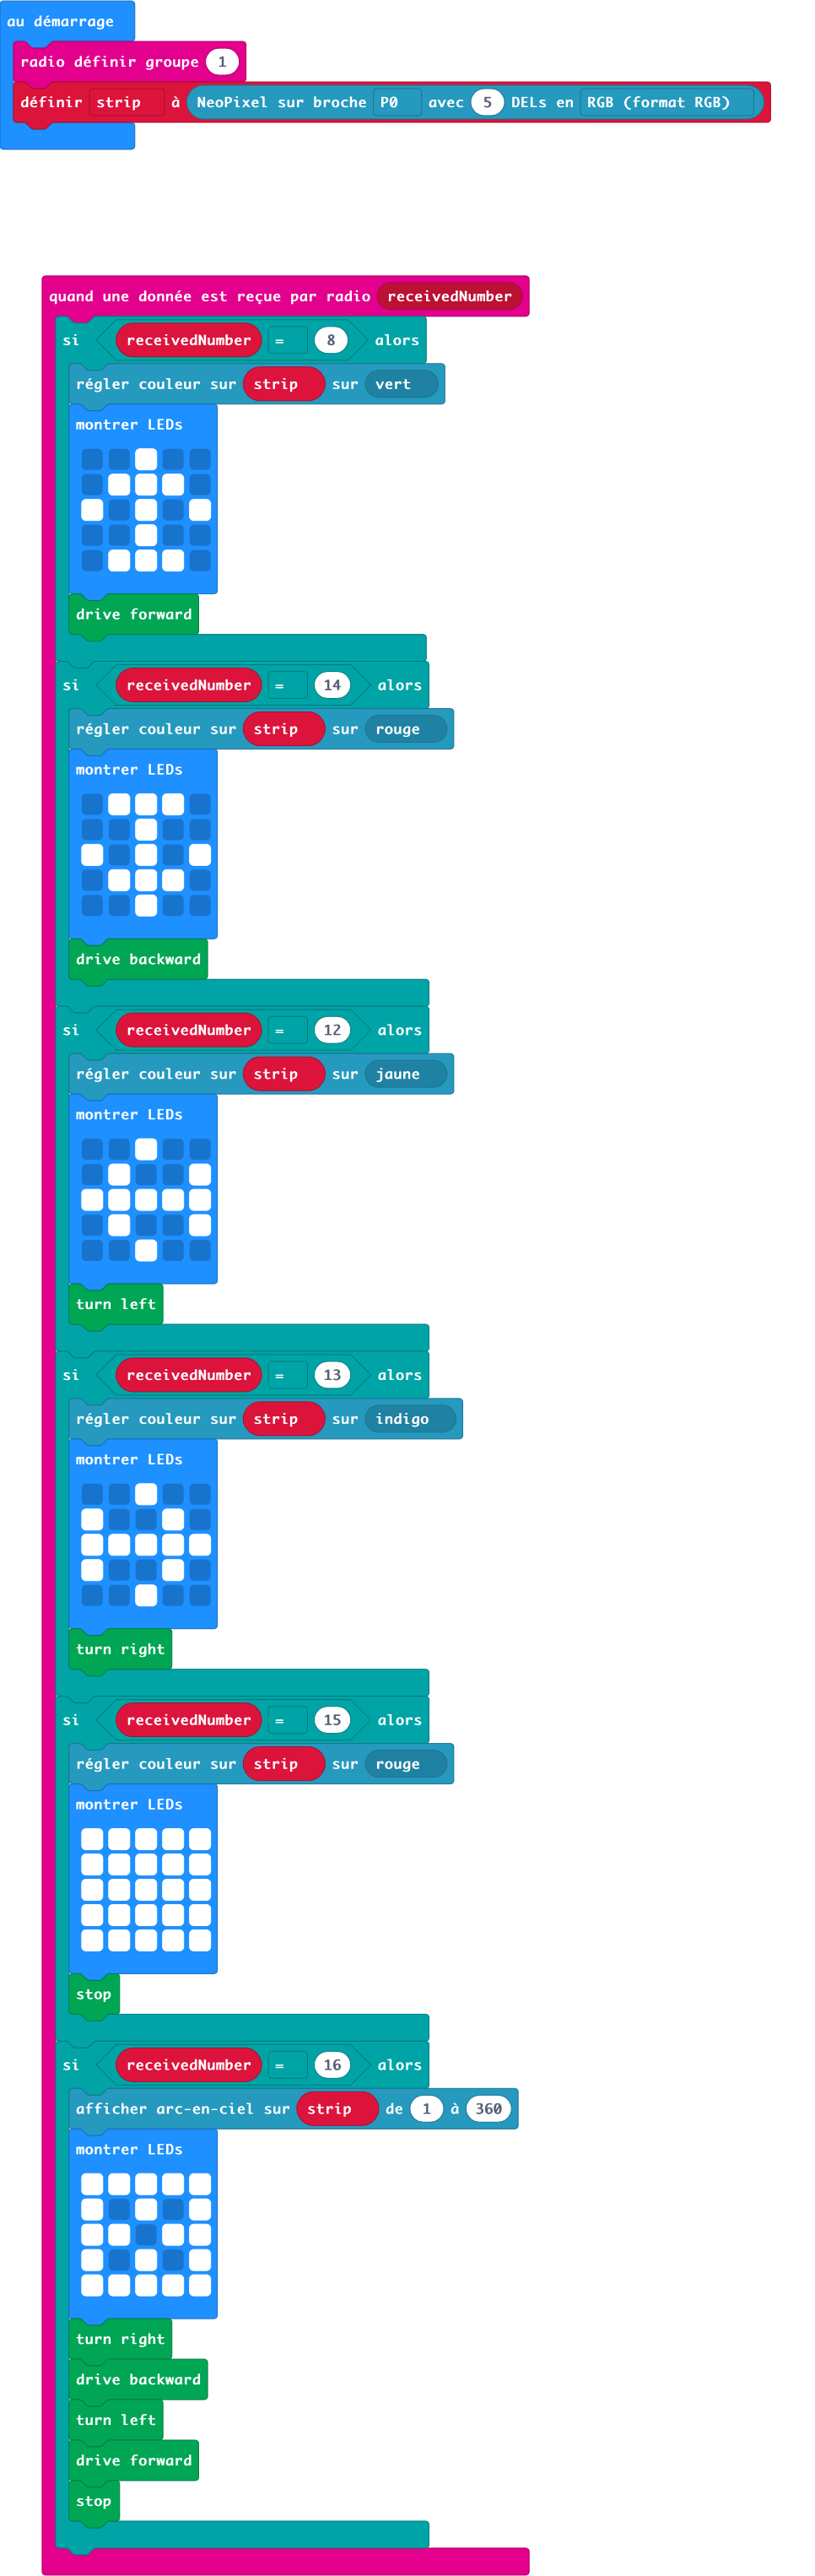 au démarrage
radio définir groupe 1
définir strip à NeoPixel sur broche P0 avec 5 DELs en RGB (format RGB)
quand une donnée est reçue par radio receivedNumber
si receivedNumber = 8 alors
régler couleur sur strip sur vert
montrer LEDs
drive forward
si receivedNumber = 14 alors
régler couleur sur strip sur rouge
montrer LEDs
drive backward
si receivedNumber = 12 alors
régler couleur sur strip sur jaune
montrer LEDs
turn left
si receivedNumber = 13 alors
régler couleur sur strip sur indigo
montrer LEDs
turn right
si receivedNumber = 15 alors
régler couleur sur strip sur rouge
montrer LEDs
stop
si receivedNumber = 16 alors
afficher arc-en-ciel sur strip de 1 à 360
montrer LEDs
turn right
drive backward
turn left
drive forward
stop